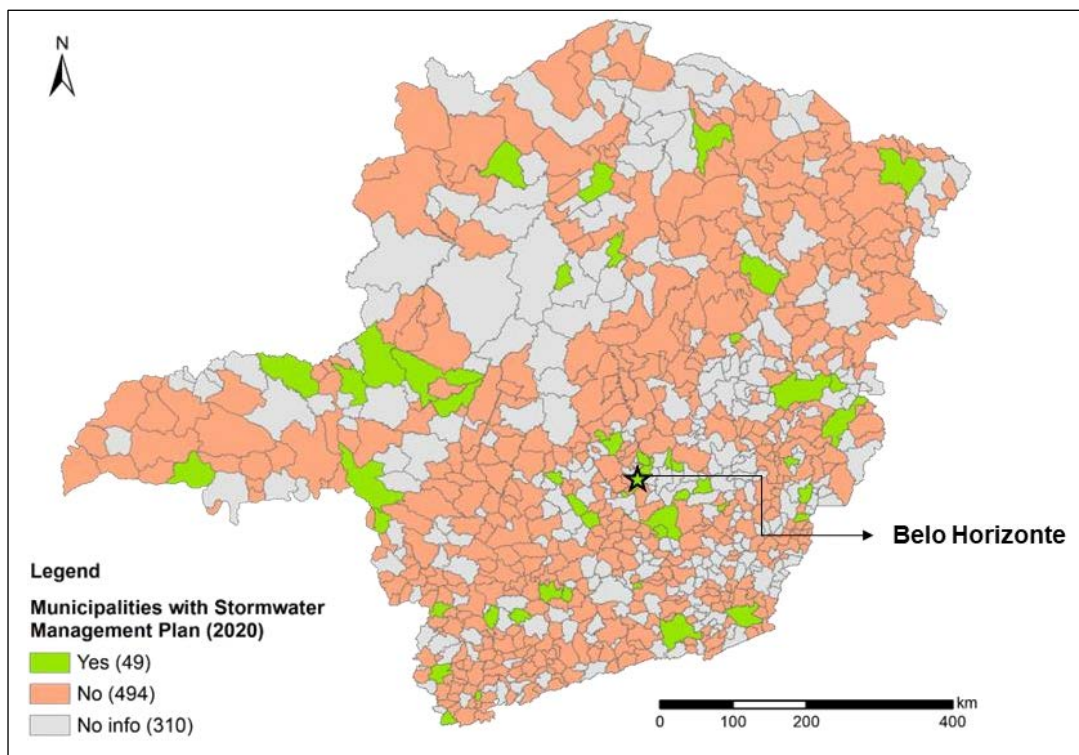 N
Belo Horizonte
Legend
Municipalities with Stormwater
Management Plan (2020)
Yes (49)
No (494)
No info (310)
km
0 100 200 400